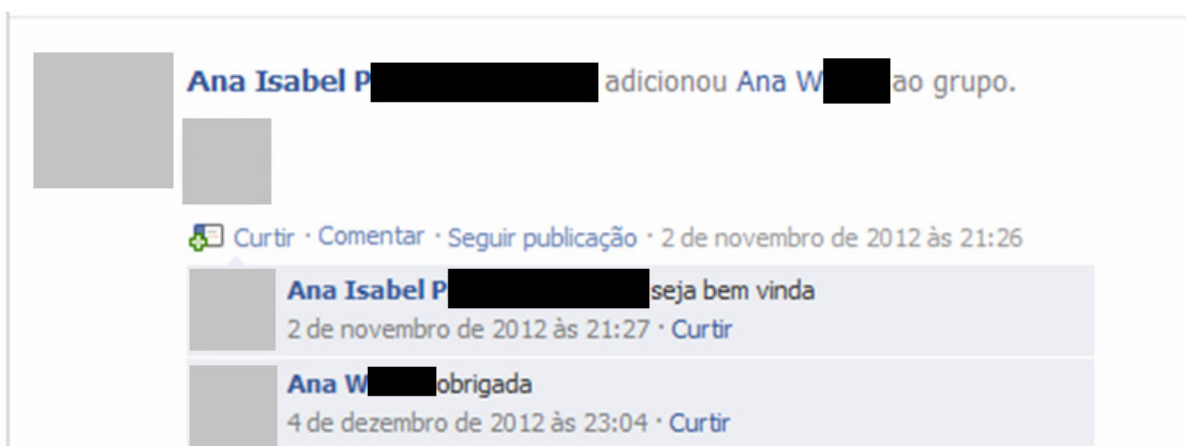 Ana Isabel P adicionou Ana W ao grupo.
Curtir · Comentar · Seguir publicação · 2 de novembro de 2012 às 21:26
Ana Isabel P seja bem vinda
2 de novembro de 2012 às 21:27 · Curtir
Ana W obrigada
4 de dezembro de 2012 às 23:04 · Curtir